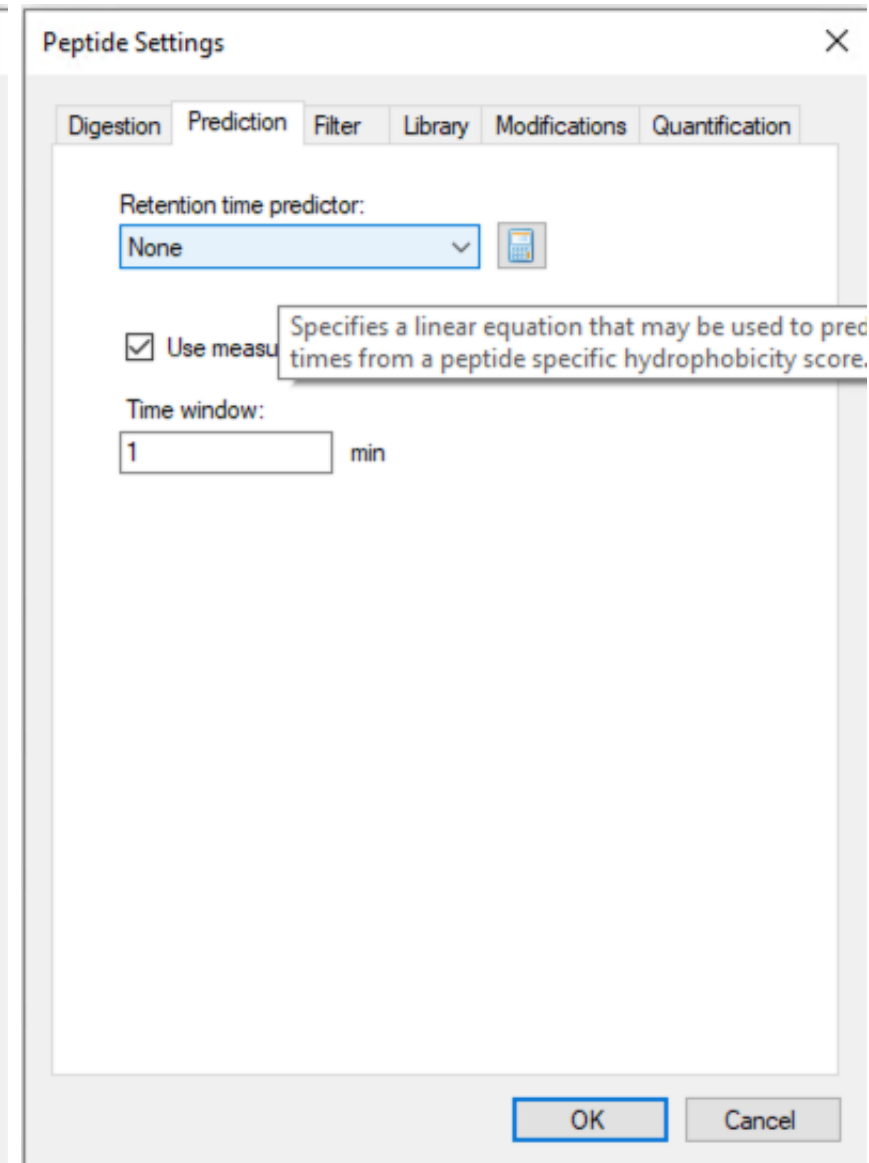 Peptide Settings
Digestion Prediction Filter Library Modifications Quantification
Retention time predictor:
None
Specifies a linear equation that may be used to pred
Use measu
times from a peptide specific hydrophobicity score.
Time window:
1 min
OK Cancel